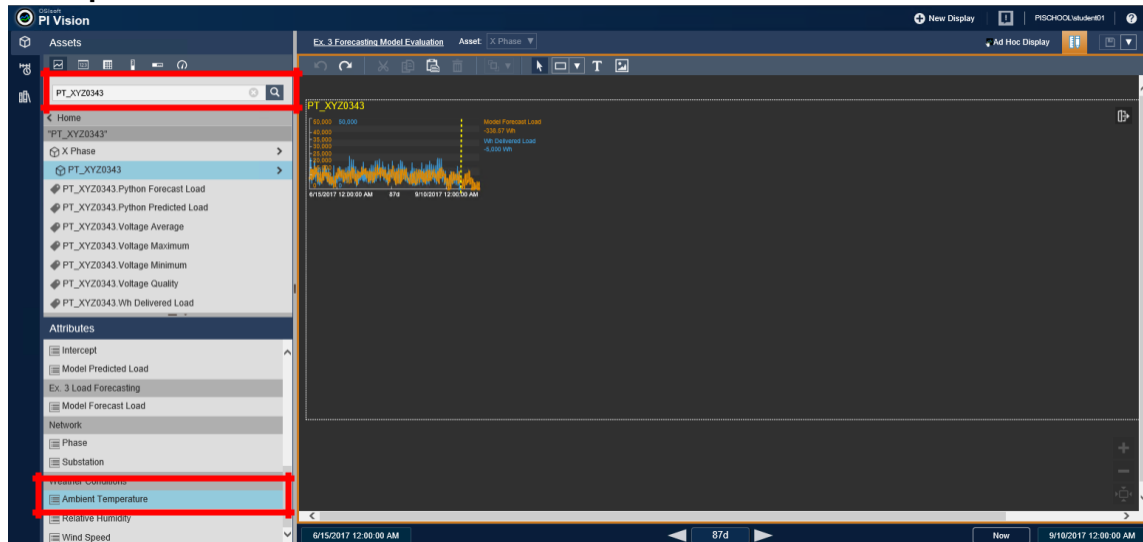 OSIsoft
PI Vision
New Display
PISCHOOL\student01
?
Assets
Ex. 3 Forecasting Model Evaluation Asset: X Phase
Ad Hoc Display
PT_XYZ0343
T
Home
"PT_XYZ0343"
X Phase
PT_XYZ0343
PT_XYZ0343.Python Forecast Load
PT_XYZ0343.Python Predicted Load
PT_XYZ0343.Voltage Average
PT_XYZ0343.Voltage Maximum
PT_XYZ0343.Voltage Minimum
PT_XYZ0343.Voltage Quality
PT_XYZ0343.Wh Delivered Load
Attributes
Intercept
Model Predicted Load
Ex. 3 Load Forecasting
Model Forecast Load
Network
Phase
Substation
Weather Conditions
Ambient Temperature
Relative Humidity
Wind Speed
PT_XYZ0343
50,000 50,000
Model Forecast Load
-338.57 Wh
Wh Delivered Load
-5,000 Wh
6/15/2017 12:00:00 AM 87d 9/10/2017 12:00:00 AM
6/15/2017 12:00:00 AM 87d Now 9/10/2017 12:00:00 AM